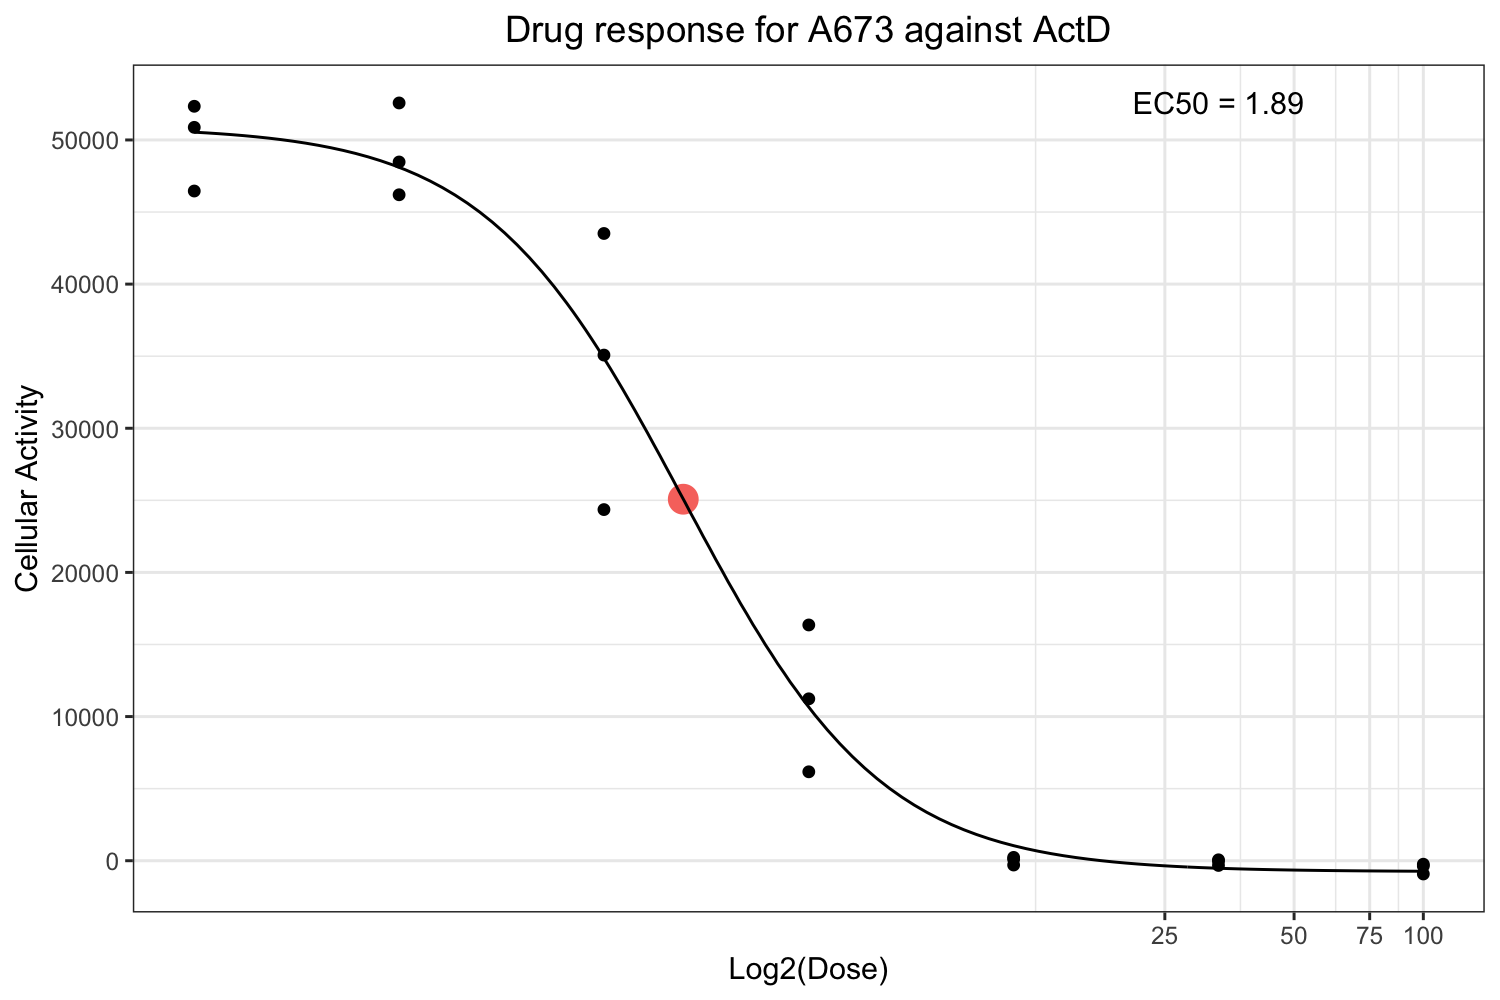 Drug response for A673 against ActD
EC50 = 1.89
50000
40000
30000
20000
10000
0
Cellular Activity
25 50 75 100
Log2(Dose)